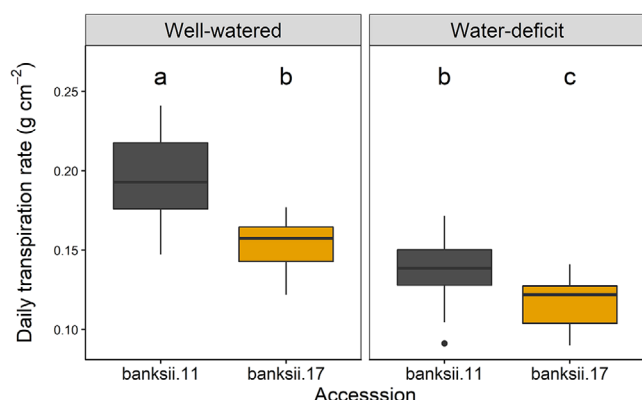 Well-watered Water-deficit
a b b c
0.25
0.20
0.15
0.10
Daily transpiration rate (g cm⁻²)
banksii.11 banksii.17 banksii.11 banksii.17
Accesssion